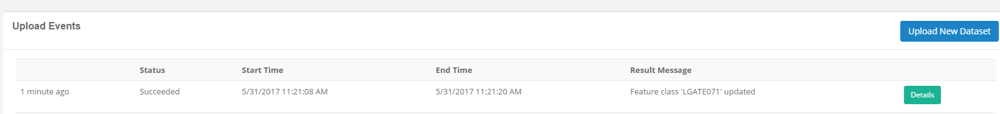 Upload Events
Upload New Dataset
Status Start Time End Time Result Message
1 minute ago Succeeded 5/31/2017 11:21:08 AM 5/31/2017 11:21:20 AM Feature class 'LGATE071' updated Details